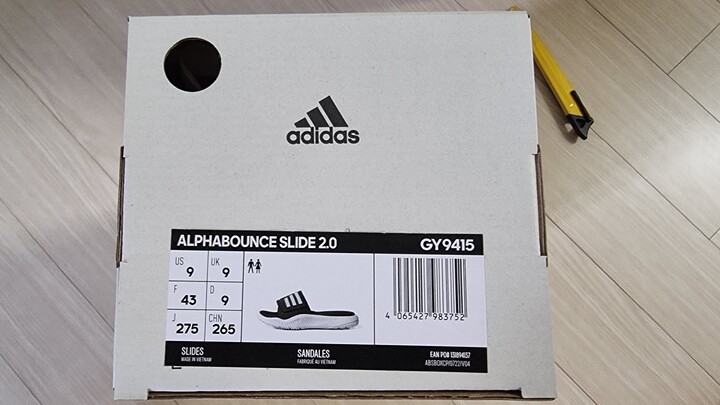 adidas
ALPHABOUNCE SLIDE 2.0 GY9415
US UK
9 9
F D
43 9
J CHN
275 265
4 065427 983752
SLIDES
MADE IN VIETNAM
SANDALES
FABRIQUÉ AU VIETNAM